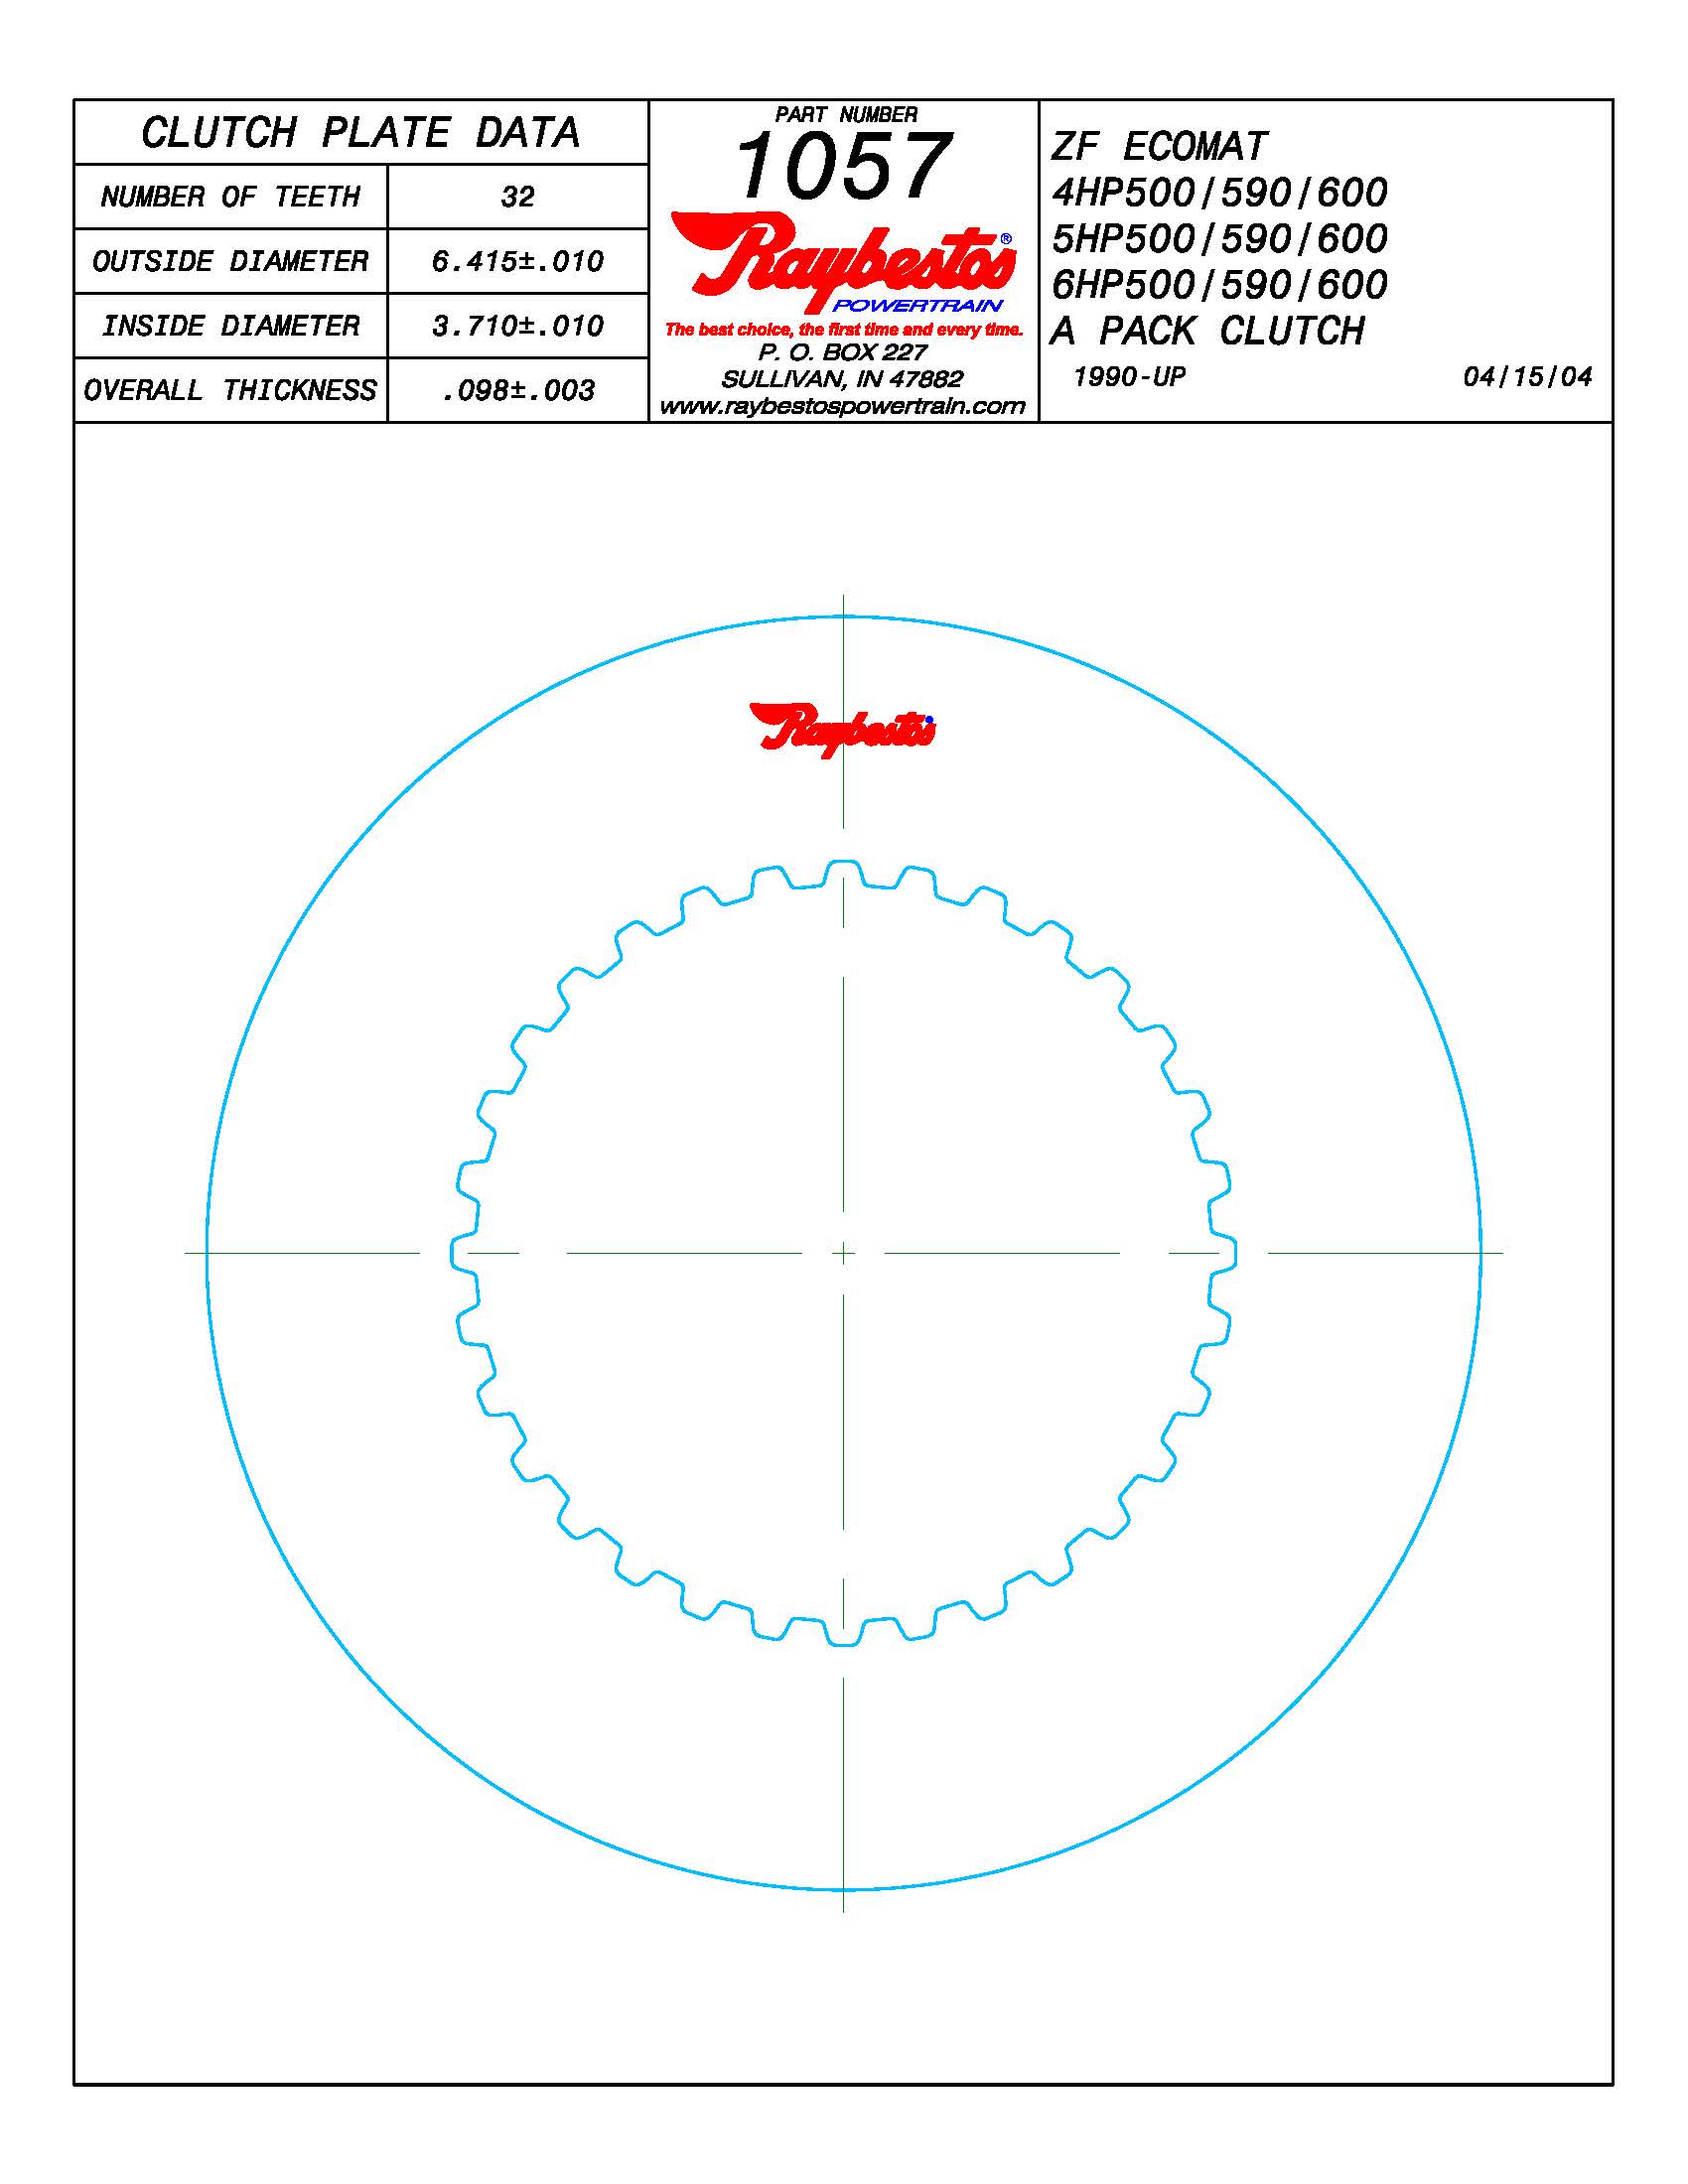 CLUTCH PLATE DATA
NUMBER OF TEETH 32
OUTSIDE DIAMETER 6.415±.010
INSIDE DIAMETER 3.710±.010
OVERALL THICKNESS .098±.003
PART NUMBER
1057
Raybestos®
POWERTRAIN
The best choice, the first time and every time.
P. O. BOX 227
SULLIVAN, IN 47882
www.raybestospowertrain.com
ZF ECOMAT
4HP500/590/600
5HP500/590/600
6HP500/590/600
A PACK CLUTCH
1990-UP 04/15/04
Raybestos